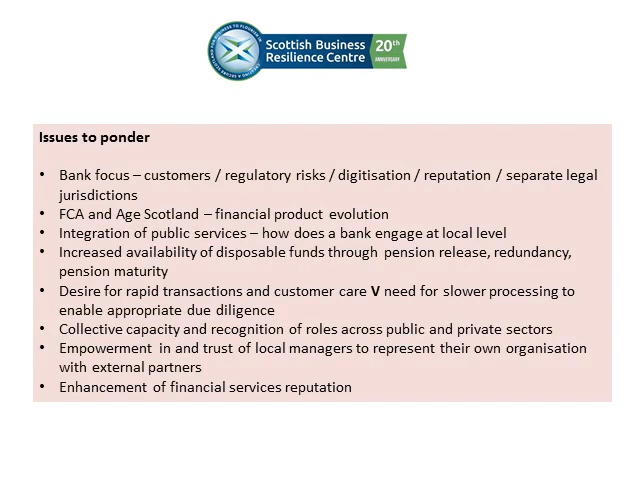 Scottish Business
Resilience Centre
20th
ANNIVERSARY
Issues to ponder
• Bank focus – customers / regulatory risks / digitisation / reputation / separate legal
jurisdictions
• FCA and Age Scotland – financial product evolution
• Integration of public services – how does a bank engage at local level
• Increased availability of disposable funds through pension release, redundancy,
pension maturity
• Desire for rapid transactions and customer care V need for slower processing to
enable appropriate due diligence
• Collective capacity and recognition of roles across public and private sectors
• Empowerment in and trust of local managers to represent their own organisation
with external partners
• Enhancement of financial services reputation